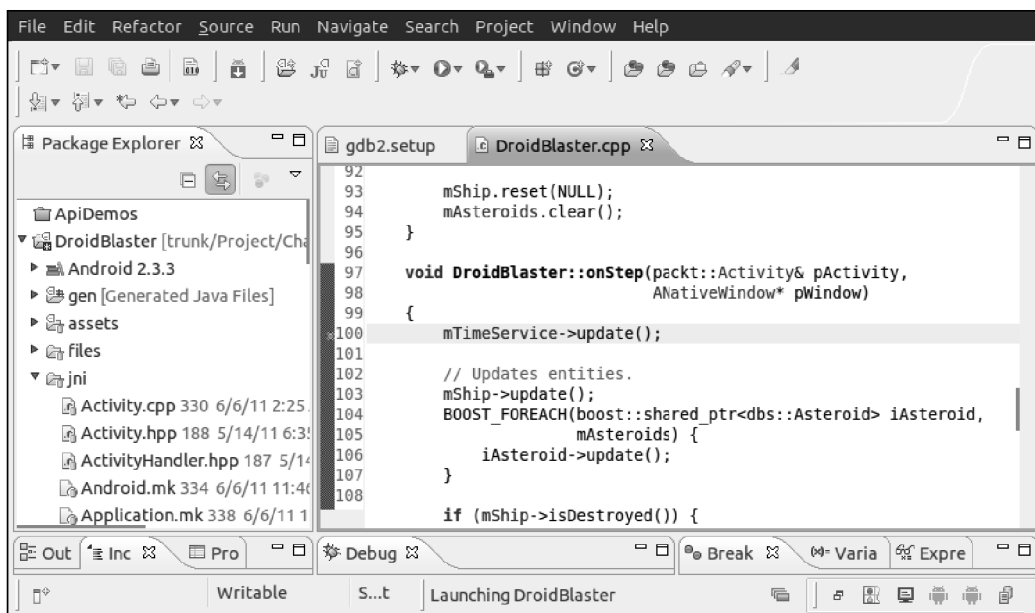 File Edit Refactor Source Run Navigate Search Project Window Help
Package Explorer
ApiDemos
DroidBlaster [trunk/Project/Cha
Android 2.3.3
gen [Generated Java Files]
assets
files
jni
Activity.cpp 330 6/6/11 2:25
Activity.hpp 188 5/14/11 6:3
ActivityHandler.hpp 187 5/14
Android.mk 334 6/6/11 11:4
Application.mk 338 6/6/11 1
gdb2.setup DroidBlaster.cpp
92
93 mShip.reset(NULL);
94 mAsteroids.clear();
95 }
96
97 void DroidBlaster::onStep(packt::Activity& pActivity,
98 ANativeWindow* pWindow)
99 {
100 mTimeService->update();
101
102 // Updates entities.
103 mShip->update();
104 BOOST_FOREACH(boost::shared_ptr<dbs::Asteroid> iAsteroid,
105 mAsteroids) {
106 iAsteroid->update();
107 }
108
if (mShip->isDestroyed()) {
Out Inc Pro Debug Break Varia Expre
Writable S...t Launching DroidBlaster